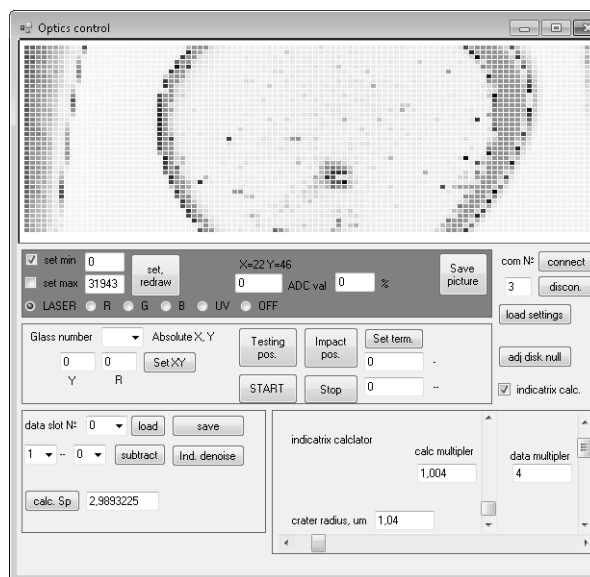 Optics control
set min 0
set max 31943
set, redraw
X=22 Y=46
0 ADC val 0 %
Save picture
LASER R G B UV OFF
com № connect
3 discon.
load settings
adj disk null
indicatrix calc.
Glass number Absolute X, Y
0 0 Set XY
Y R
Testing pos.
Impact pos.
Set term.
0 -
START Stop 0 --
data slot № 0 load save
1 -- 0 subtract Ind. denoise
calc. Sp 2,9893225
indicatrix calclator
calc multipler
1,004
data multipler
4
crater radius, um 1,04